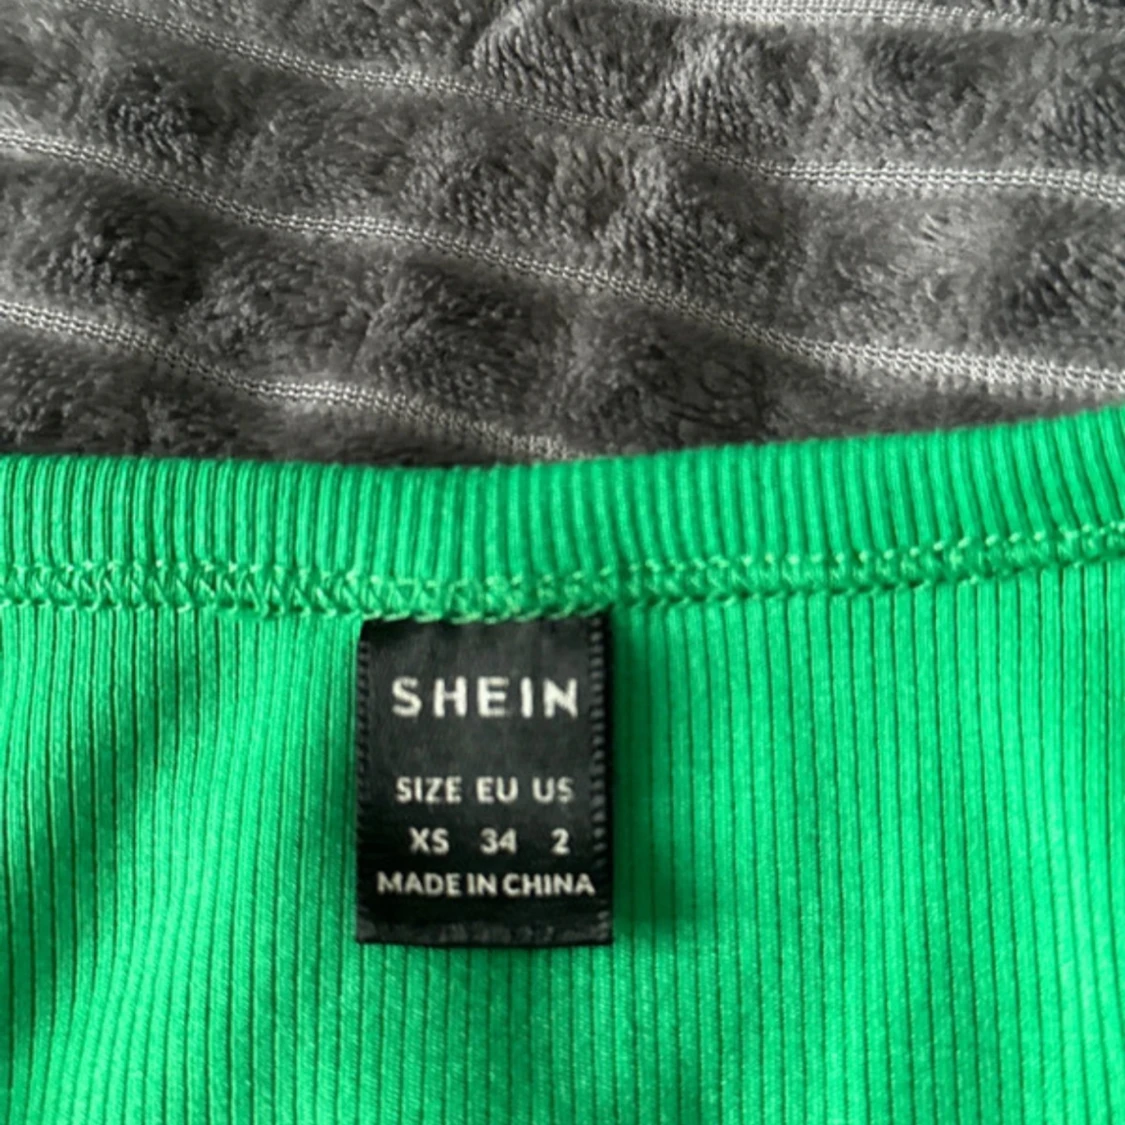 SHEIN
SIZE EU US
XS 34 2
MADE IN CHINA